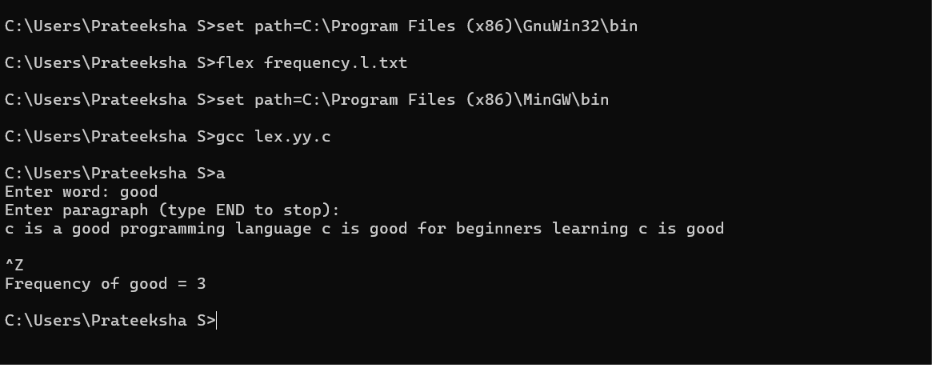 C:\Users\Prateeksha S>set path=C:\Program Files (x86)\GnuWin32\bin
C:\Users\Prateeksha S>flex frequency.l.txt
C:\Users\Prateeksha S>set path=C:\Program Files (x86)\MinGW\bin
C:\Users\Prateeksha S>gcc lex.yy.c
C:\Users\Prateeksha S>a
Enter word: good
Enter paragraph (type END to stop):
c is a good programming language c is good for beginners learning c is good
^Z
Frequency of good = 3
C:\Users\Prateeksha S>